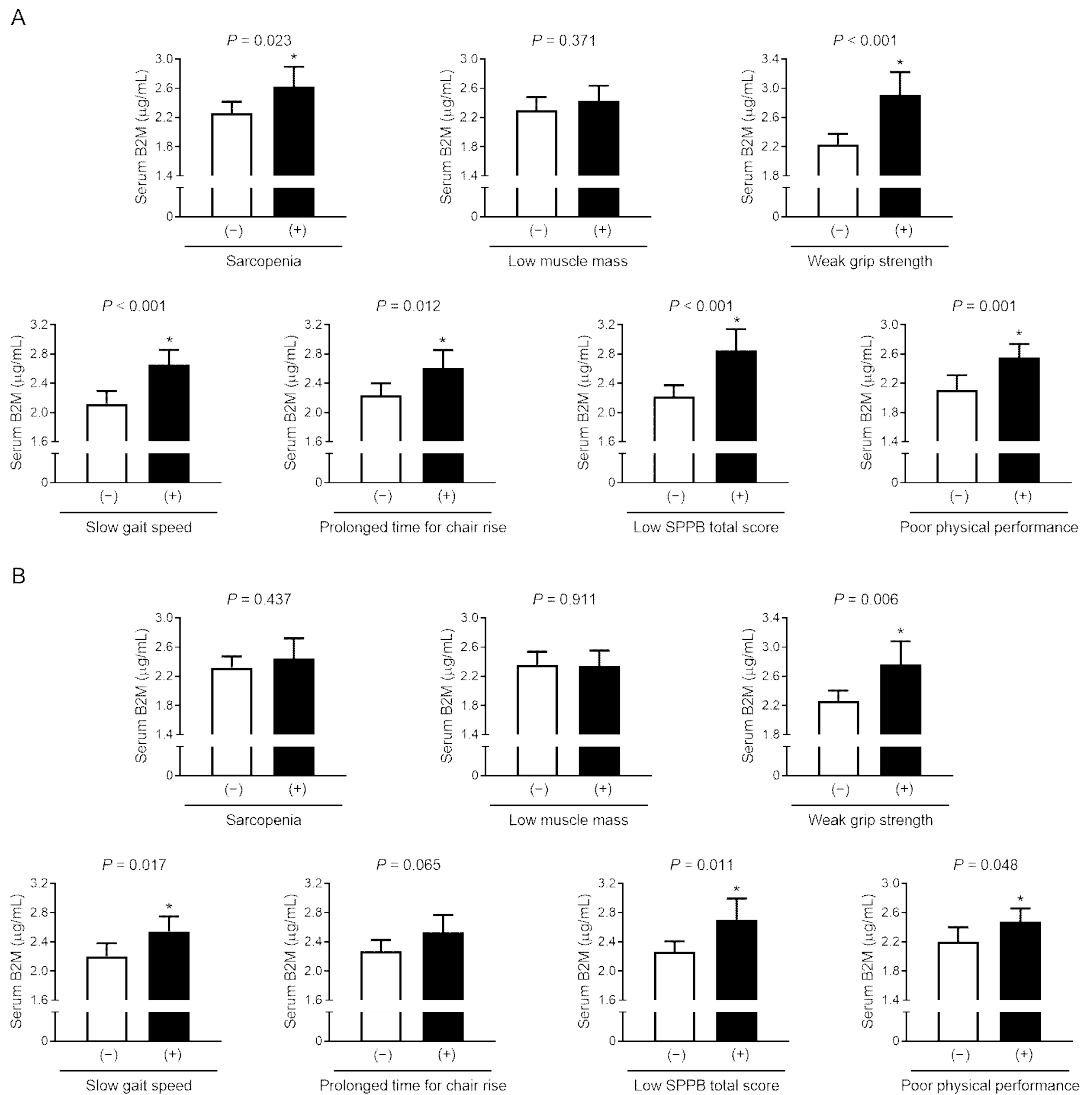 A
P = 0.023
P = 0.371
P < 0.001
* *
3.0 3.0 3.4
2.6 2.6 3.0
2.2 2.2 2.6
1.8 1.8 2.2
1.4 1.4 1.8
0 0 0
Serum B2M (µg/mL) Serum B2M (µg/mL) Serum B2M (µg/mL)
(−) (+) (−) (+) (−) (+)
Sarcopenia Low muscle mass Weak grip strength
P < 0.001 P = 0.012 P < 0.001 P = 0.001
* * * *
3.2 3.2 3.2 3.0
2.8 2.8 2.8 2.6
2.4 2.4 2.4 2.2
2.0 2.0 2.0 1.8
1.6 1.6 1.6 1.4
0 0 0 0
Serum B2M (µg/mL) Serum B2M (µg/mL) Serum B2M (µg/mL) Serum B2M (µg/mL)
(−) (+) (−) (+) (−) (+) (−) (+)
Slow gait speed Prolonged time for chair rise Low SPPB total score Poor physical performance
B
P = 0.437 P = 0.911 P = 0.006
*
3.0 3.0 3.4
2.6 2.6 3.0
2.2 2.2 2.6
1.8 1.8 2.2
1.4 1.4 1.8
0 0 0
Serum B2M (µg/mL) Serum B2M (µg/mL) Serum B2M (µg/mL)
(−) (+) (−) (+) (−) (+)
Sarcopenia Low muscle mass Weak grip strength
P = 0.017 P = 0.065 P = 0.011 P = 0.048
* * *
3.2 3.2 3.2 3.0
2.8 2.8 2.8 2.6
2.4 2.4 2.4 2.2
2.0 2.0 2.0 1.8
1.6 1.6 1.6 1.4
0 0 0 0
Serum B2M (µg/mL) Serum B2M (µg/mL) Serum B2M (µg/mL) Serum B2M (µg/mL)
(−) (+) (−) (+) (−) (+) (−) (+)
Slow gait speed Prolonged time for chair rise Low SPPB total score Poor physical performance